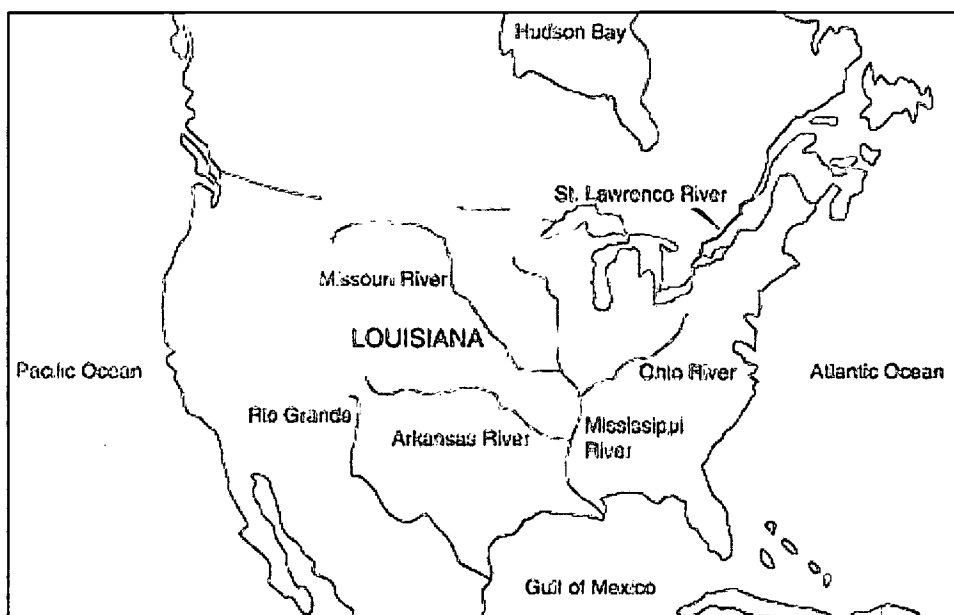 Hudson Bay
St. Lawrence River
Missouri River
LOUISIANA
Pacific Ocean
Ohio River
Atlantic Ocean
Rio Grande
Arkansas River
Mississippi
River
Gulf of Mexico